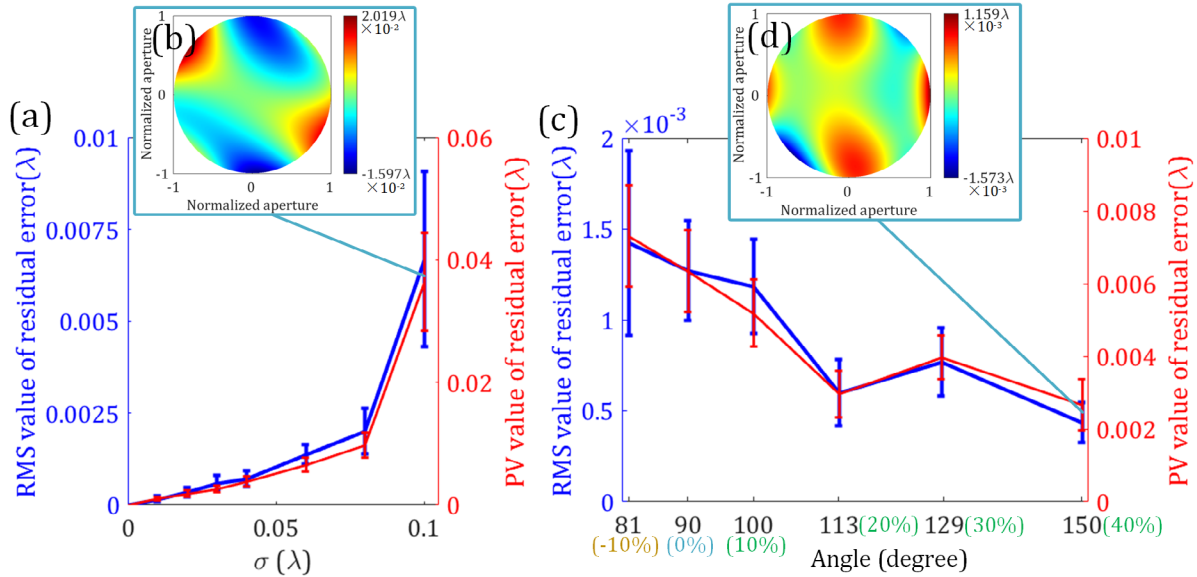 (a)
RMS value of residual error(λ)
0.01
0.0075
0.005
0.0025
0
0
0.05
0.1
σ (λ)
0.06
0.04
0.02
0
PV value of residual error(λ)
(b)
Normalized aperture
1
0
-1
-1
0
1
Normalized aperture
2.019λ
×10⁻²
-1.597λ
×10⁻²
(c)
×10⁻³
RMS value of residual error(λ)
2
1.5
1
0.5
0
81
90
100
113(20%)
129(30%)
150(40%)
(-10%)
(0%)
(10%)
Angle (degree)
0.01
0.008
0.006
0.004
0.002
0
PV value of residual error(λ)
(d)
Normalized aperture
1
0
-1
-1
0
1
Normalized aperture
1.159λ
×10⁻³
-1.573λ
×10⁻³